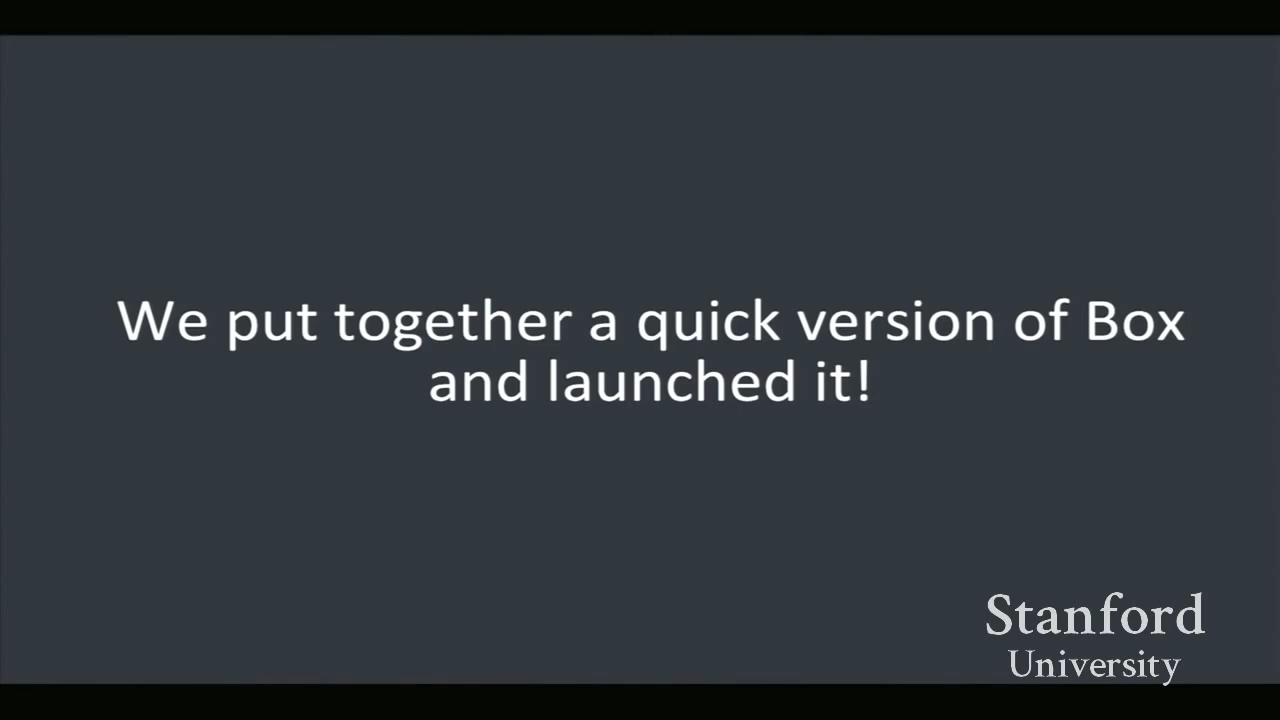 We put together a quick version of Box
and launched it!
Stanford
University